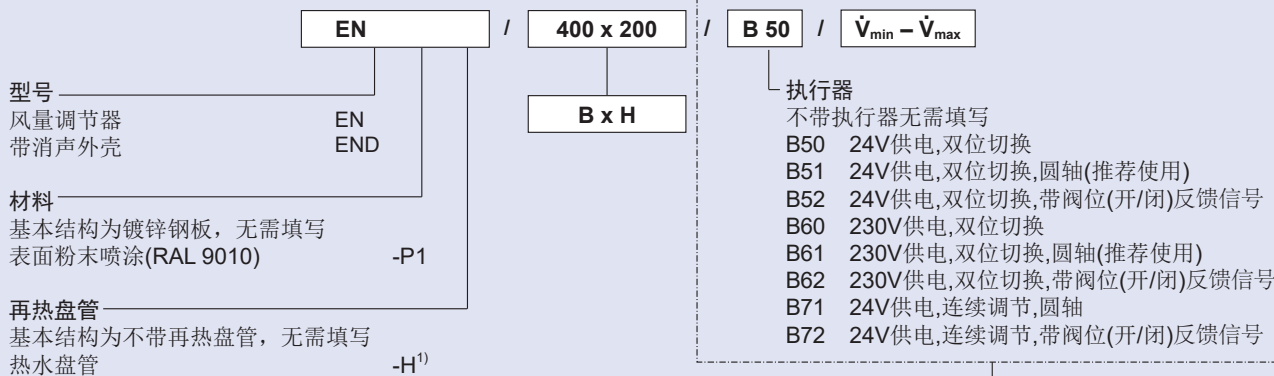 EN / 400 x 200 / B 50 / V̇min – V̇max
B x H
型号
风量调节器 EN
带消声外壳 END
材料
基本结构为镀锌钢板，无需填写
表面粉末喷涂(RAL 9010) -P1
再热盘管
基本结构为不带再热盘管，无需填写
热水盘管 -H1)
执行器
不带执行器无需填写
B50 24V供电,双位切换
B51 24V供电,双位切换,圆轴(推荐使用)
B52 24V供电,双位切换,带阀位(开/闭)反馈信号
B60 230V供电,双位切换
B61 230V供电,双位切换,圆轴(推荐使用)
B62 230V供电,双位切换,带阀位(开/闭)反馈信号
B71 24V供电,连续调节,圆轴
B72 24V供电,连续调节,带阀位(开/闭)反馈信号